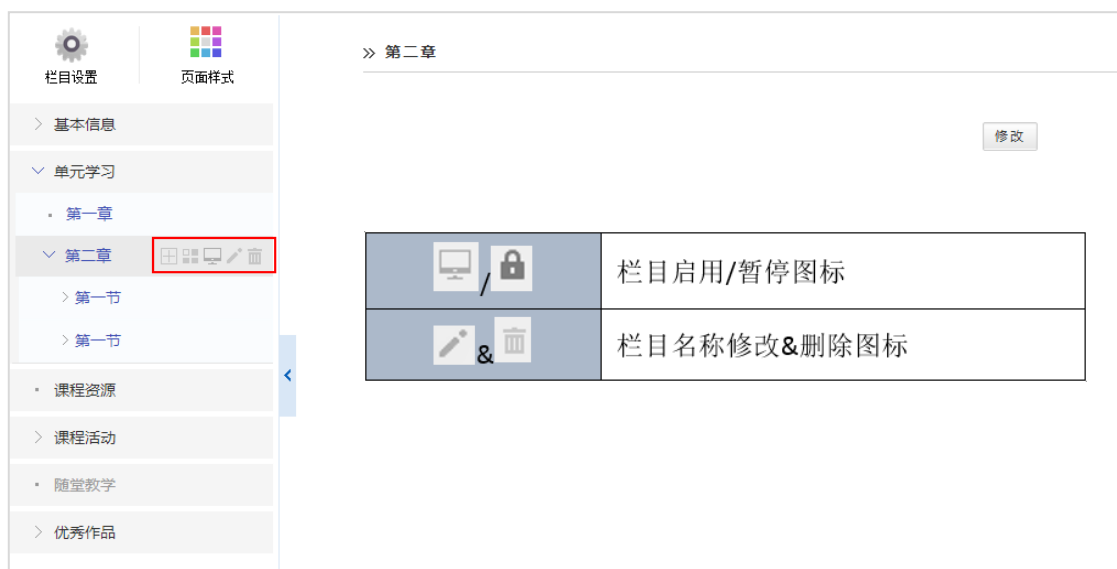 栏目设置
页面样式
基本信息
单元学习
第一章
第二章
第一节
第一节
课程资源
课程活动
随堂教学
优秀作品
» 第二章
修改
/
栏目启用/暂停图标
&
栏目名称修改&删除图标